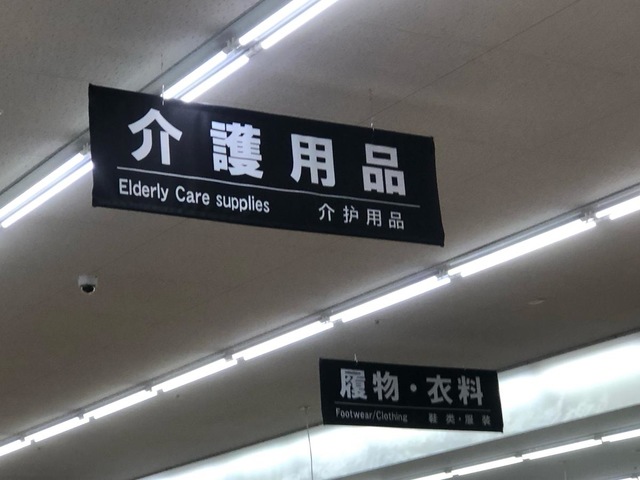 介護用品
Elderly Care supplies 介护用品
履物・衣料
Footwear/Clothing 鞋类・服装